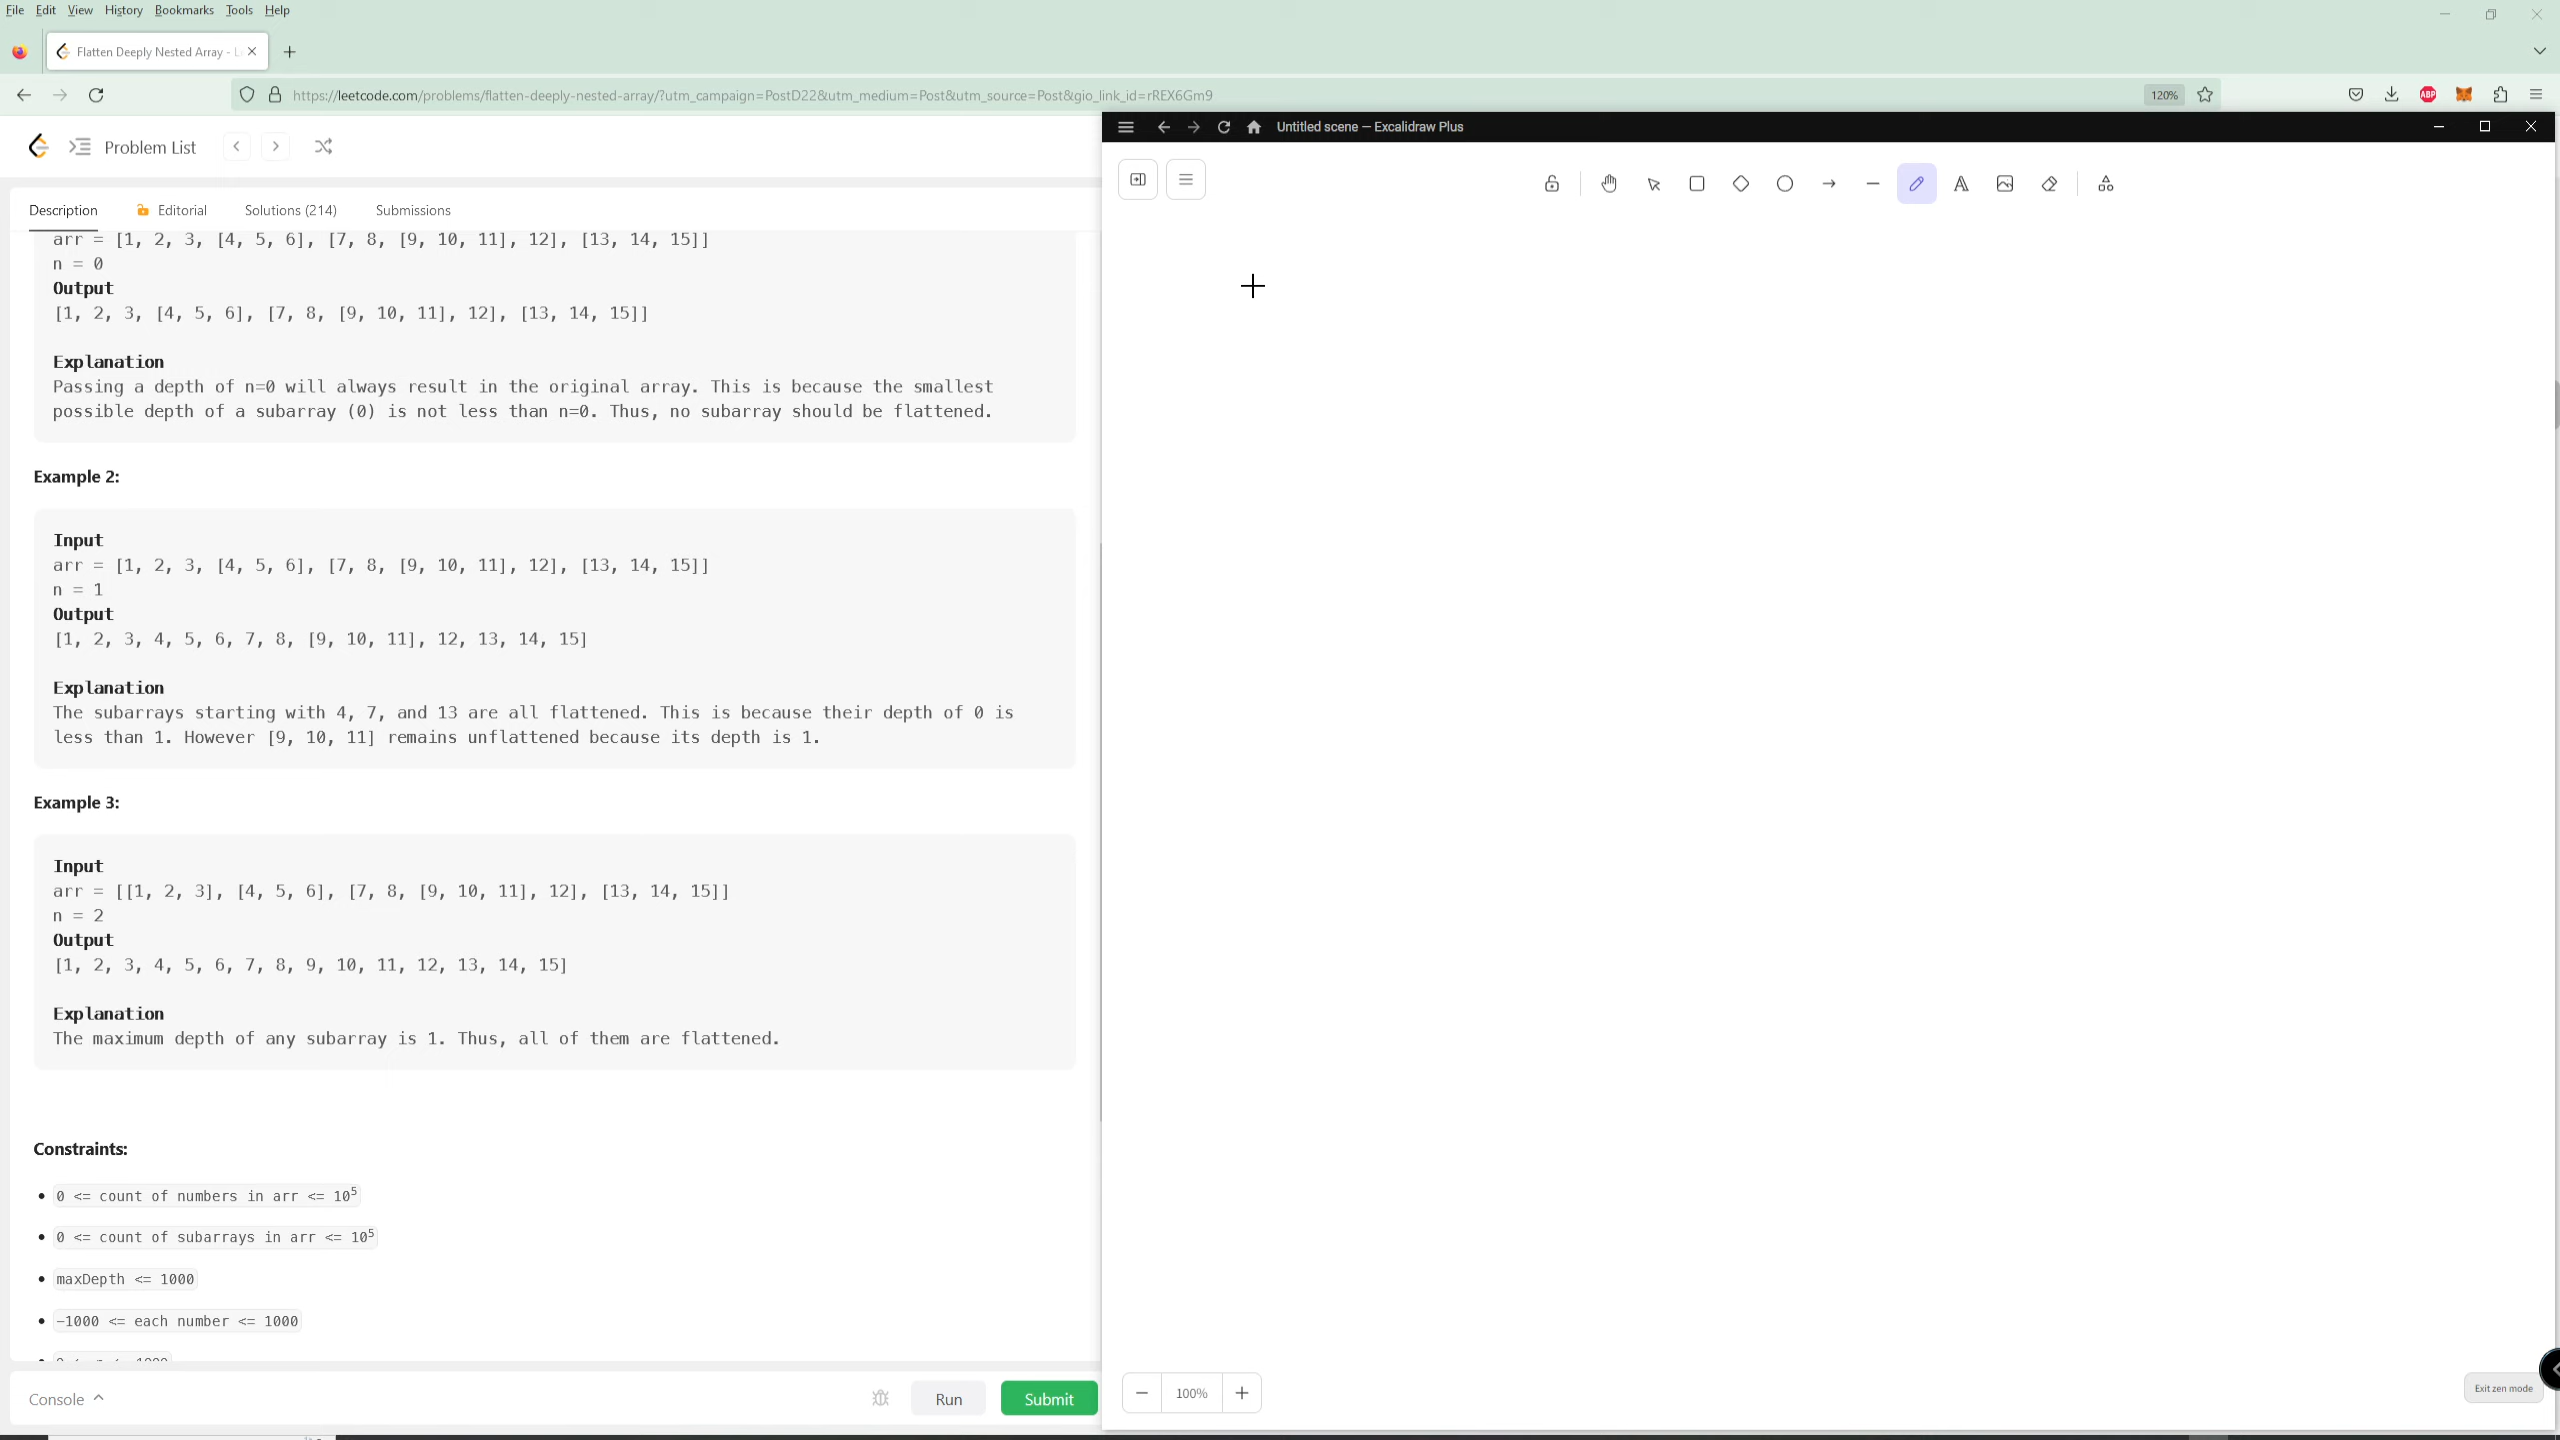 File Edit View History Bookmarks Tools Help
Flatten Deeply Nested Array - L
https://leetcode.com/problems/flatten-deeply-nested-array/?utm_campaign=PostD22&utm_medium=Post&utm_source=Post&gio_link_id=rREX6Gm9
120%
ABP
Problem List
Untitled scene — Excalidraw Plus
Description Editorial Solutions (214) Submissions
arr = [1, 2, 3, [4, 5, 6], [7, 8, [9, 10, 11], 12], [13, 14, 15]]
n = 0
Output
[1, 2, 3, [4, 5, 6], [7, 8, [9, 10, 11], 12], [13, 14, 15]]
Explanation
Passing a depth of n=0 will always result in the original array. This is because the smallest
possible depth of a subarray (0) is not less than n=0. Thus, no subarray should be flattened.
Example 2:
Input
arr = [1, 2, 3, [4, 5, 6], [7, 8, [9, 10, 11], 12], [13, 14, 15]]
n = 1
Output
[1, 2, 3, 4, 5, 6, 7, 8, [9, 10, 11], 12, 13, 14, 15]
Explanation
The subarrays starting with 4, 7, and 13 are all flattened. This is because their depth of 0 is
less than 1. However [9, 10, 11] remains unflattened because its depth is 1.
Example 3:
Input
arr = [[1, 2, 3], [4, 5, 6], [7, 8, [9, 10, 11], 12], [13, 14, 15]]
n = 2
Output
[1, 2, 3, 4, 5, 6, 7, 8, 9, 10, 11, 12, 13, 14, 15]
Explanation
The maximum depth of any subarray is 1. Thus, all of them are flattened.
Constraints:
• 0 <= count of numbers in arr <= 10⁵
• 0 <= count of subarrays in arr <= 10⁵
• maxDepth <= 1000
• -1000 <= each number <= 1000
Console Run Submit
100%
Exit zen mode